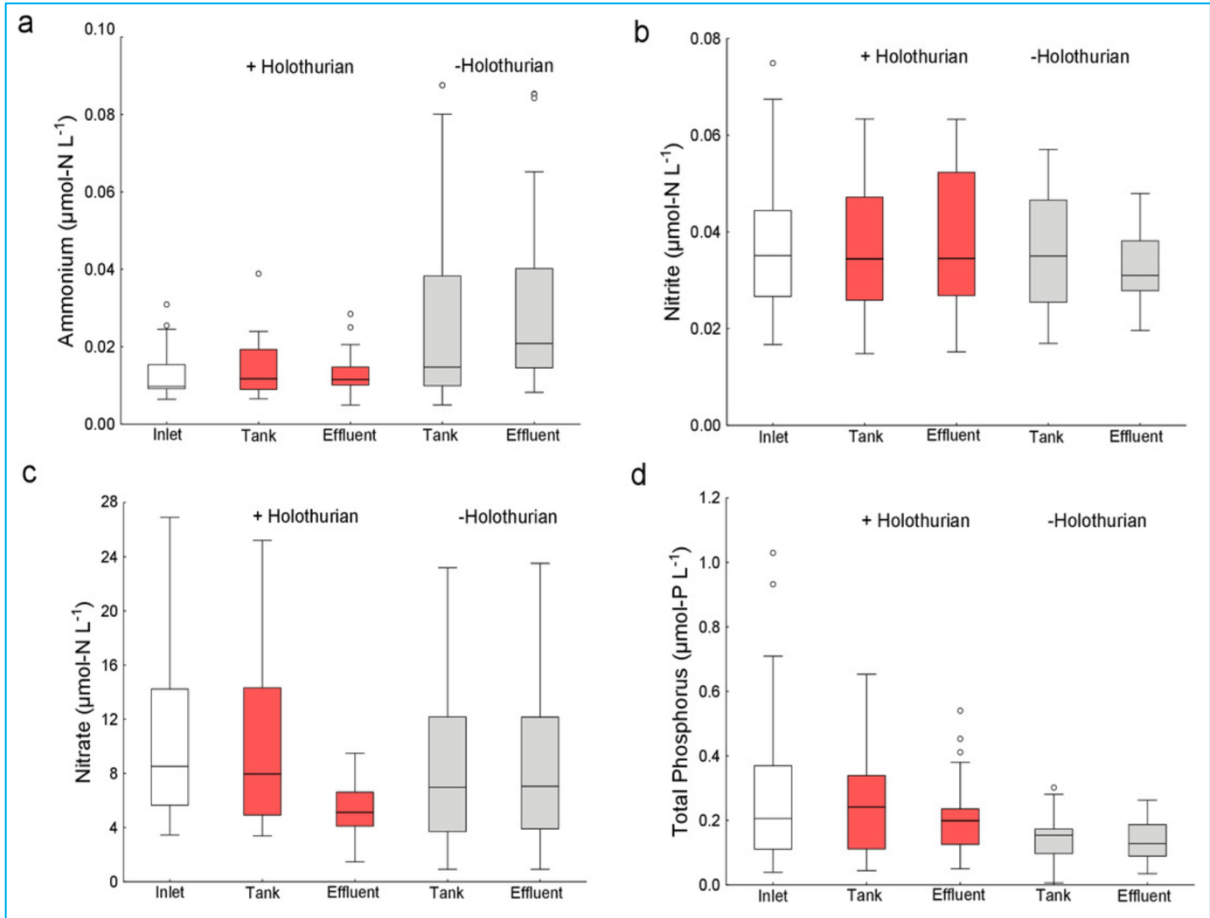 a
+ Holothurian -Holothurian
Ammonium (µmol-N L⁻¹)
0.10
0.08
0.06
0.04
0.02
0.00
Inlet Tank Effluent Tank Effluent
b
+ Holothurian -Holothurian
Nitrite (µmol-N L⁻¹)
0.08
0.06
0.04
0.02
0.00
Inlet Tank Effluent Tank Effluent
c
+ Holothurian -Holothurian
Nitrate (µmol-N L⁻¹)
28
24
20
16
12
8
4
0
Inlet Tank Effluent Tank Effluent
d
+ Holothurian -Holothurian
Total Phosphorus (µmol-P L⁻¹)
1.2
1.0
0.8
0.6
0.4
0.2
0.0
Inlet Tank Effluent Tank Effluent